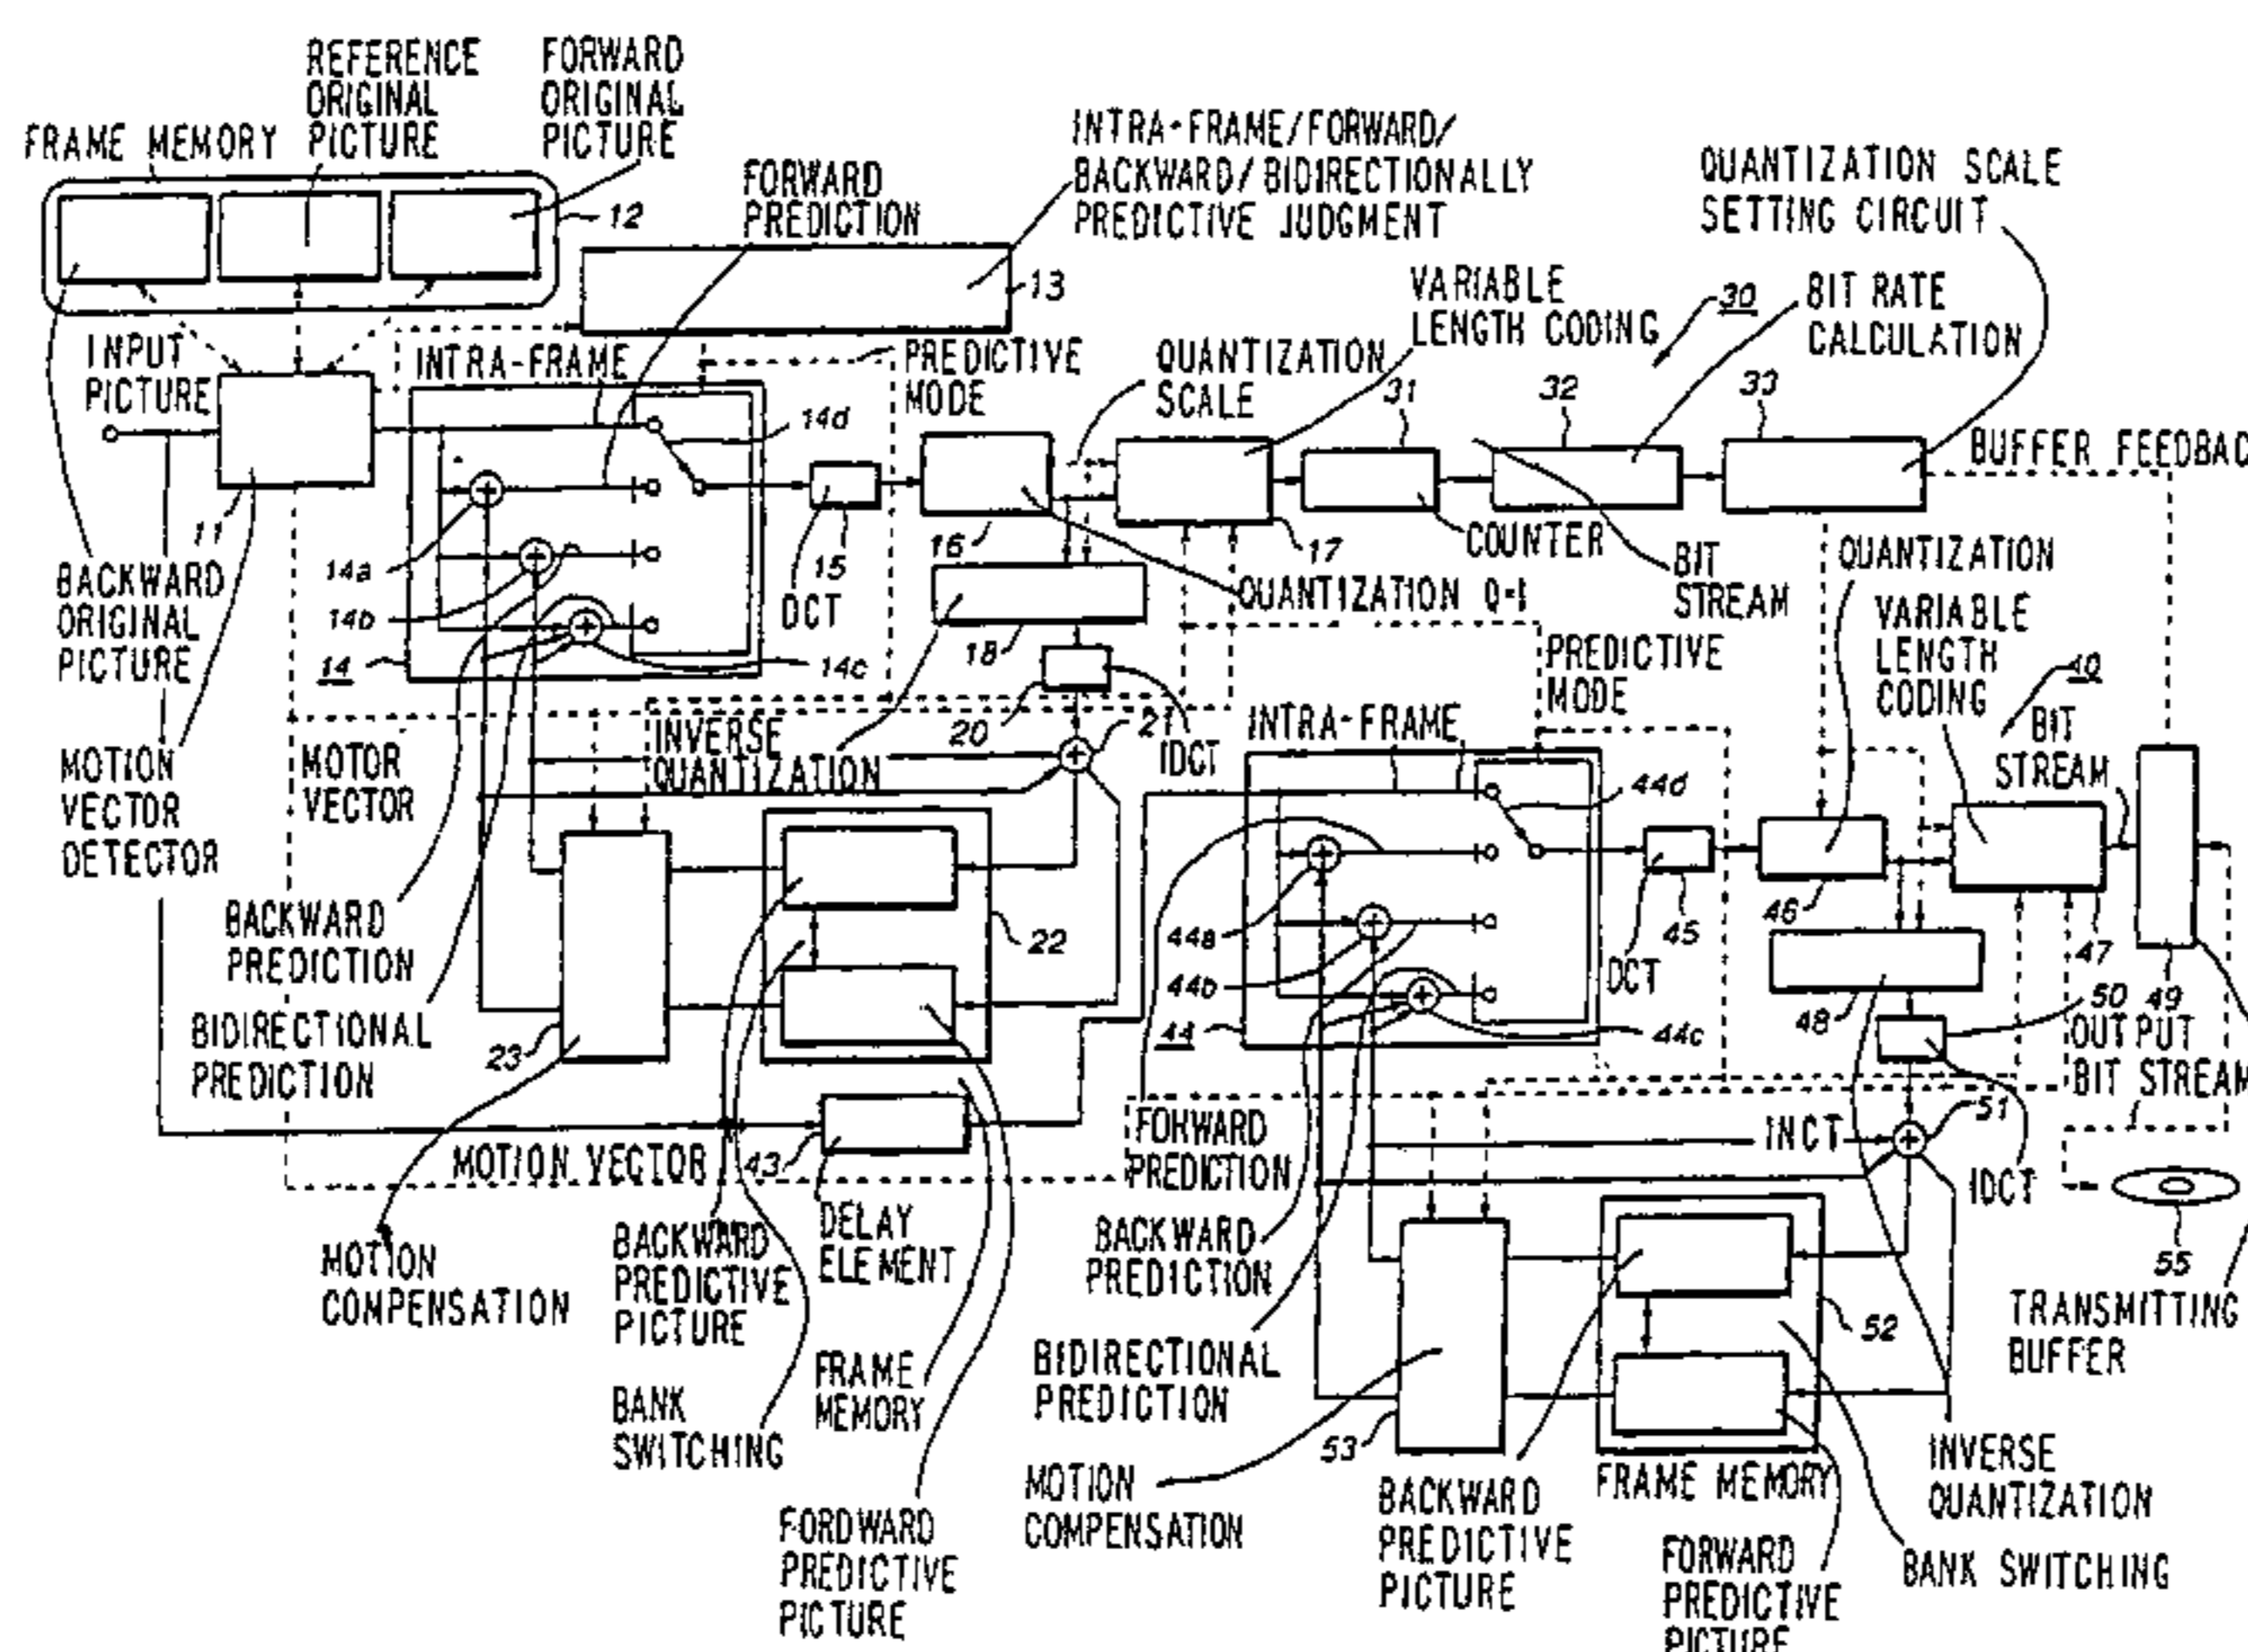 FRAME MEMORY
REFERENCE
ORIGINAL
PICTURE
FORWARD
ORIGINAL
PICTURE
12
FORWARD
PREDICTION
INTRA-FRAME/FORWARD/
BACKWARD/BIDIRECTIONALLY
PREDICTIVE JUDGMENT
13
QUANTIZATION SCALE
SETTING CIRCUIT
VARIABLE
LENGTH CODING
30
BIT RATE
CALCULATION
INPUT
PICTURE
INTRA-FRAME
PREDICTIVE
MODE
QUANTIZATION
SCALE
31
32
33
14d
BUFFER FEEDBAC
11
14a
14b
14c
14
15
DCT
16
17
18
COUNTER
BIT
STREAM
QUANTIZATION
QUANTIZATION Q-1
BACKWARD
ORIGINAL
PICTURE
VARIABLE
LENGTH
CODING
40
PREDICTIVE
MODE
20
21
IDCT
INTRA-FRAME
BIT
STREAM
MOTION
VECTOR
DETECTOR
MOTOR
VECTOR
INVERSE
QUANTIZATION
44d
44a
44b
44c
44
45
DCT
46
47
48
49
50
22
23
BACKWARD
PREDICTION
BIDIRECTIONAL
PREDICTION
OUTPUT
BIT STREAM
MOTION VECTOR
43
DELAY
ELEMENT
FOHWARD
PREDICTION
INCT
51
IDCT
55
MOTION
COMPENSATION
BACKWARD
PREDICTIVE
PICTURE
BACKWARD
PREDICTION
BANK
SWITCHING
FRAME
MEMORY
BIDIRECTIONAL
PREDICTION
52
TRANSMITTING
BUFFER
53
FORDWARD
PREDICTIVE
PICTURE
MOTION
COMPENSATION
BACKWARD
PREDICTIVE
PICTURE
FRAME MEMORY
INVERSE
QUANTIZATION
BANK SWITCHING
FORWARD
PREDICTIVE
PICTURE